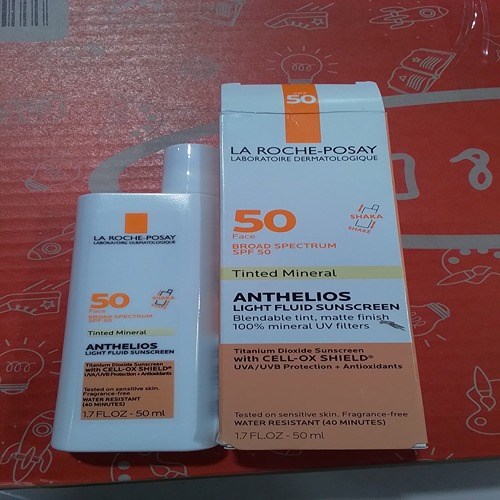 LA ROCHE-POSAY
LABORATOIRE DERMATOLOGIQUE
50
Face
BROAD SPECTRUM
SPF 50
SHAKA
SHAKE
Tinted Mineral
ANTHELIOS
LIGHT FLUID SUNSCREEN
Titanium Dioxide Sunscreen
with CELL-OX SHIELD®
UVA/UVB Protection + Antioxidants
Tested on sensitive skin.
Fragrance-free
WATER RESISTANT
(40 MINUTES)
1.7 FL.OZ - 50 ml
SPF
50
LA ROCHE-POSAY
LABORATOIRE DERMATOLOGIQUE
50
Face
BROAD SPECTRUM
SPF 50
SHAKA
SHAKE
Tinted Mineral
ANTHELIOS
LIGHT FLUID SUNSCREEN
Blendable tint, matte finish
100% mineral UV filters
Titanium Dioxide Sunscreen
with CELL-OX SHIELD®
UVA/UVB Protection + Antioxidants
Tested on sensitive skin. Fragrance-free
WATER RESISTANT (40 MINUTES)
1.7 FL.OZ - 50 ml